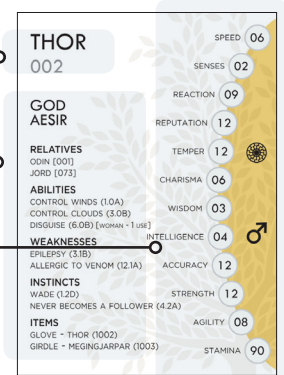 THOR
002
GOD
AESIR
RELATIVES
ODIN [001]
JORD [073]
ABILITIES
CONTROL WINDS (1.0A)
CONTROL CLOUDS (3.0B)
DISGUISE (6.0B) [WOMAN - 1 USE]
WEAKNESSES
EPILEPSY (3.1B)
ALLERGIC TO VENOM (12.1A)
INSTINCTS
WADE (1.2D)
NEVER BECOMES A FOLLOWER (4.2A)
ITEMS
GLOVE - THOR (1002)
GIRDLE - MEGINGJARPAR (1003)
SPEED 06
SENSES 02
REACTION 09
REPUTATION 12
TEMPER 12
CHARISMA 06
WISDOM 03
INTELLIGENCE 04
ACCURACY 12
STRENGTH 12
AGILITY 08
STAMINA 90